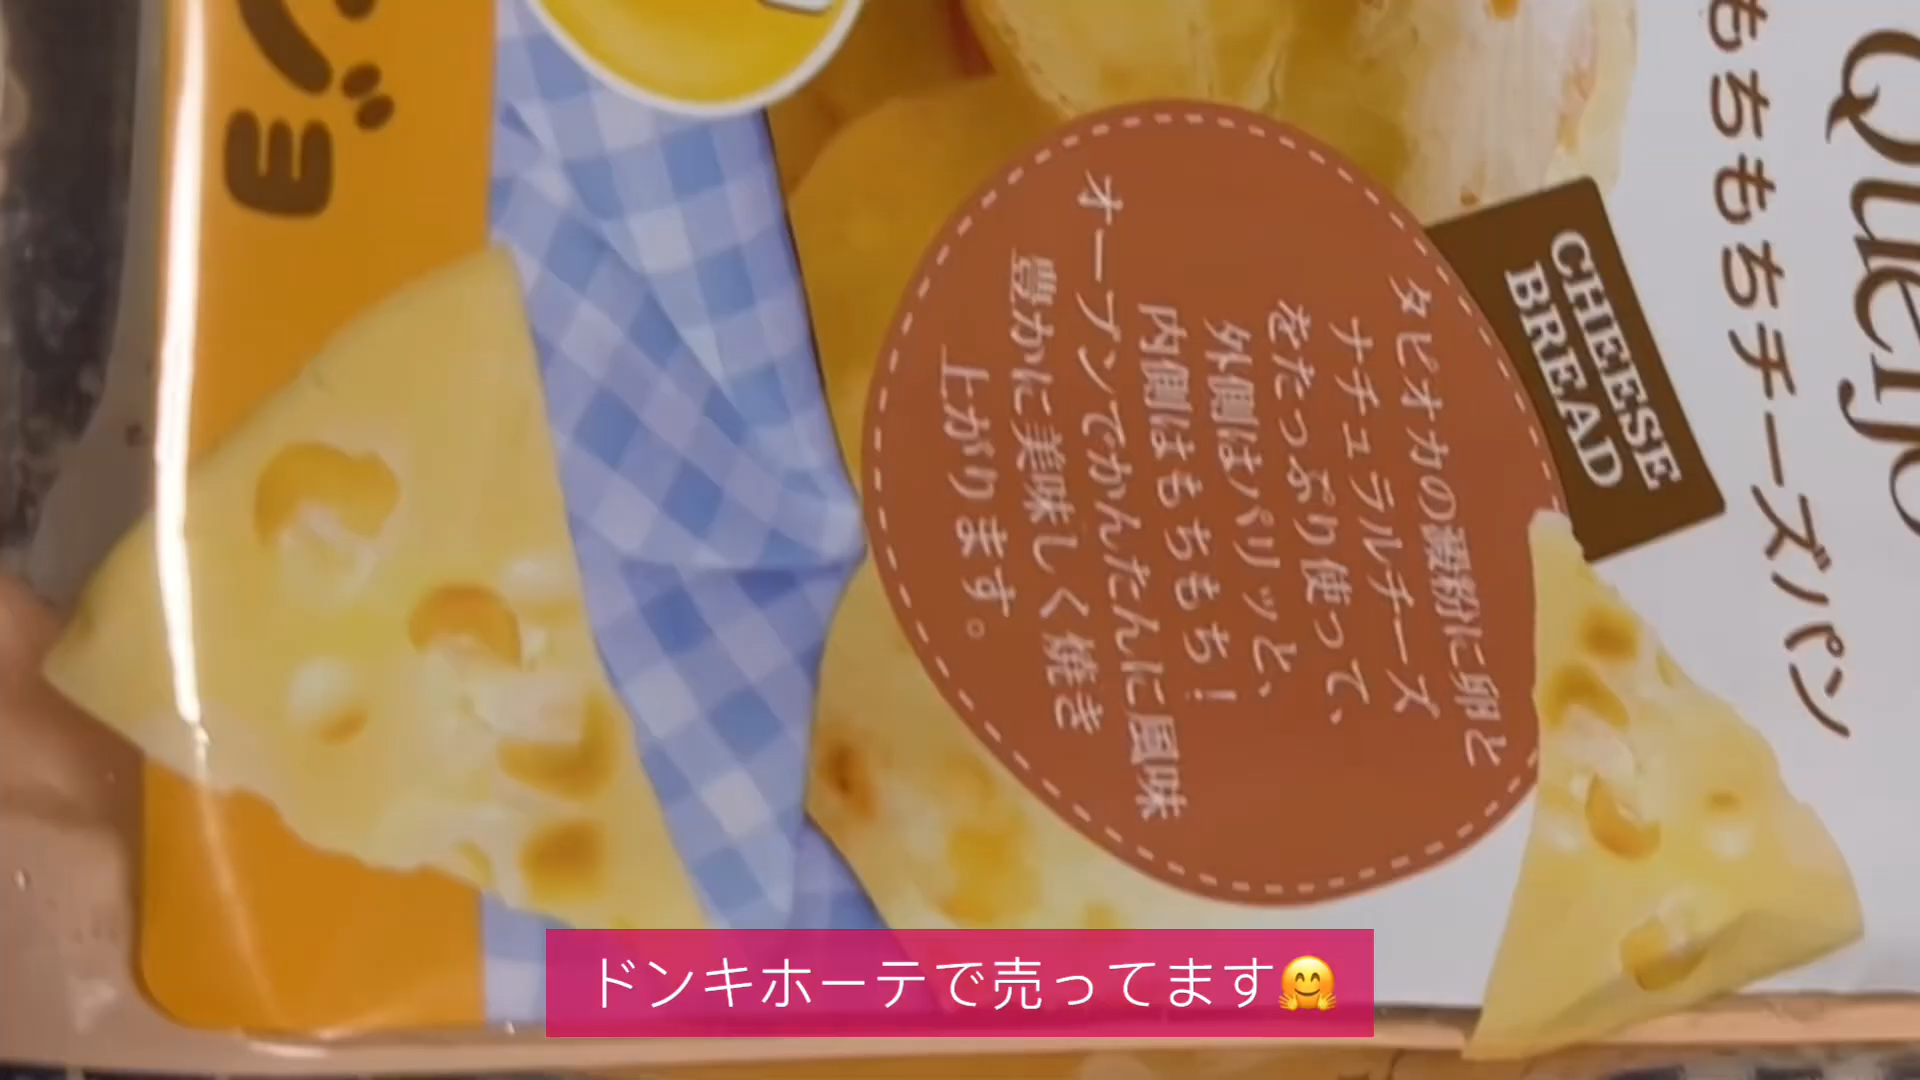 Queijo
もちもちもちチーズパン
CHEESE
BREAD
タピオカの澱粉に卵と
ナチュラルチーズ
をたっぷり使って、
外側はパリッと、
内側はもちもち！
オーブンでかんたんに風味
豊かに美味しく焼き
上がります。
ジョ
ドンキホーテで売ってます🤗